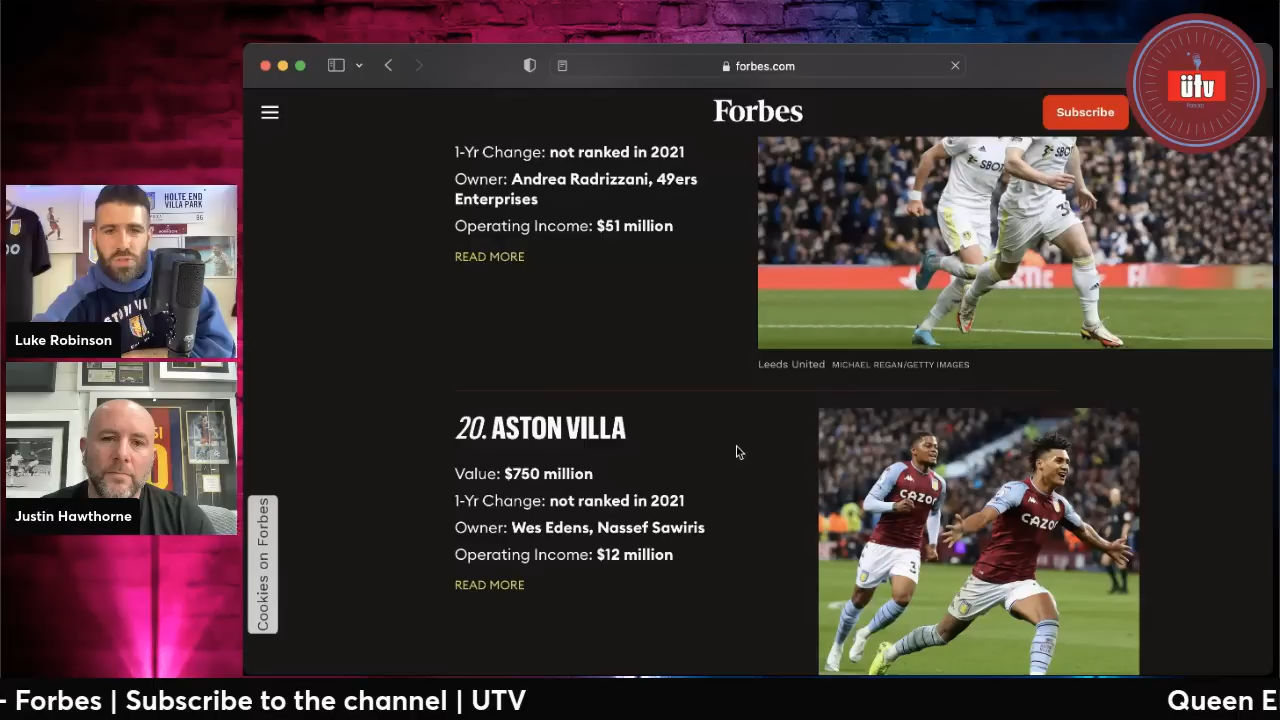 forbes.com
ütv
Forbes
Subscribe
1-Yr Change: not ranked in 2021
Owner: Andrea Radrizzani, 49ers
Enterprises
Operating Income: $51 million
READ MORE
SBOT
SBOT
Leeds United MICHAEL REGAN/GETTY IMAGES
HOLTE END
VILLA PARK
Luke Robinson
Justin Hawthorne
20. ASTON VILLA
Value: $750 million
1-Yr Change: not ranked in 2021
Owner: Wes Edens, Nassef Sawiris
Operating Income: $12 million
READ MORE
CAZOO
CAZOO
Cookies on Forbes
- Forbes | Subscribe to the channel | UTV
Queen E